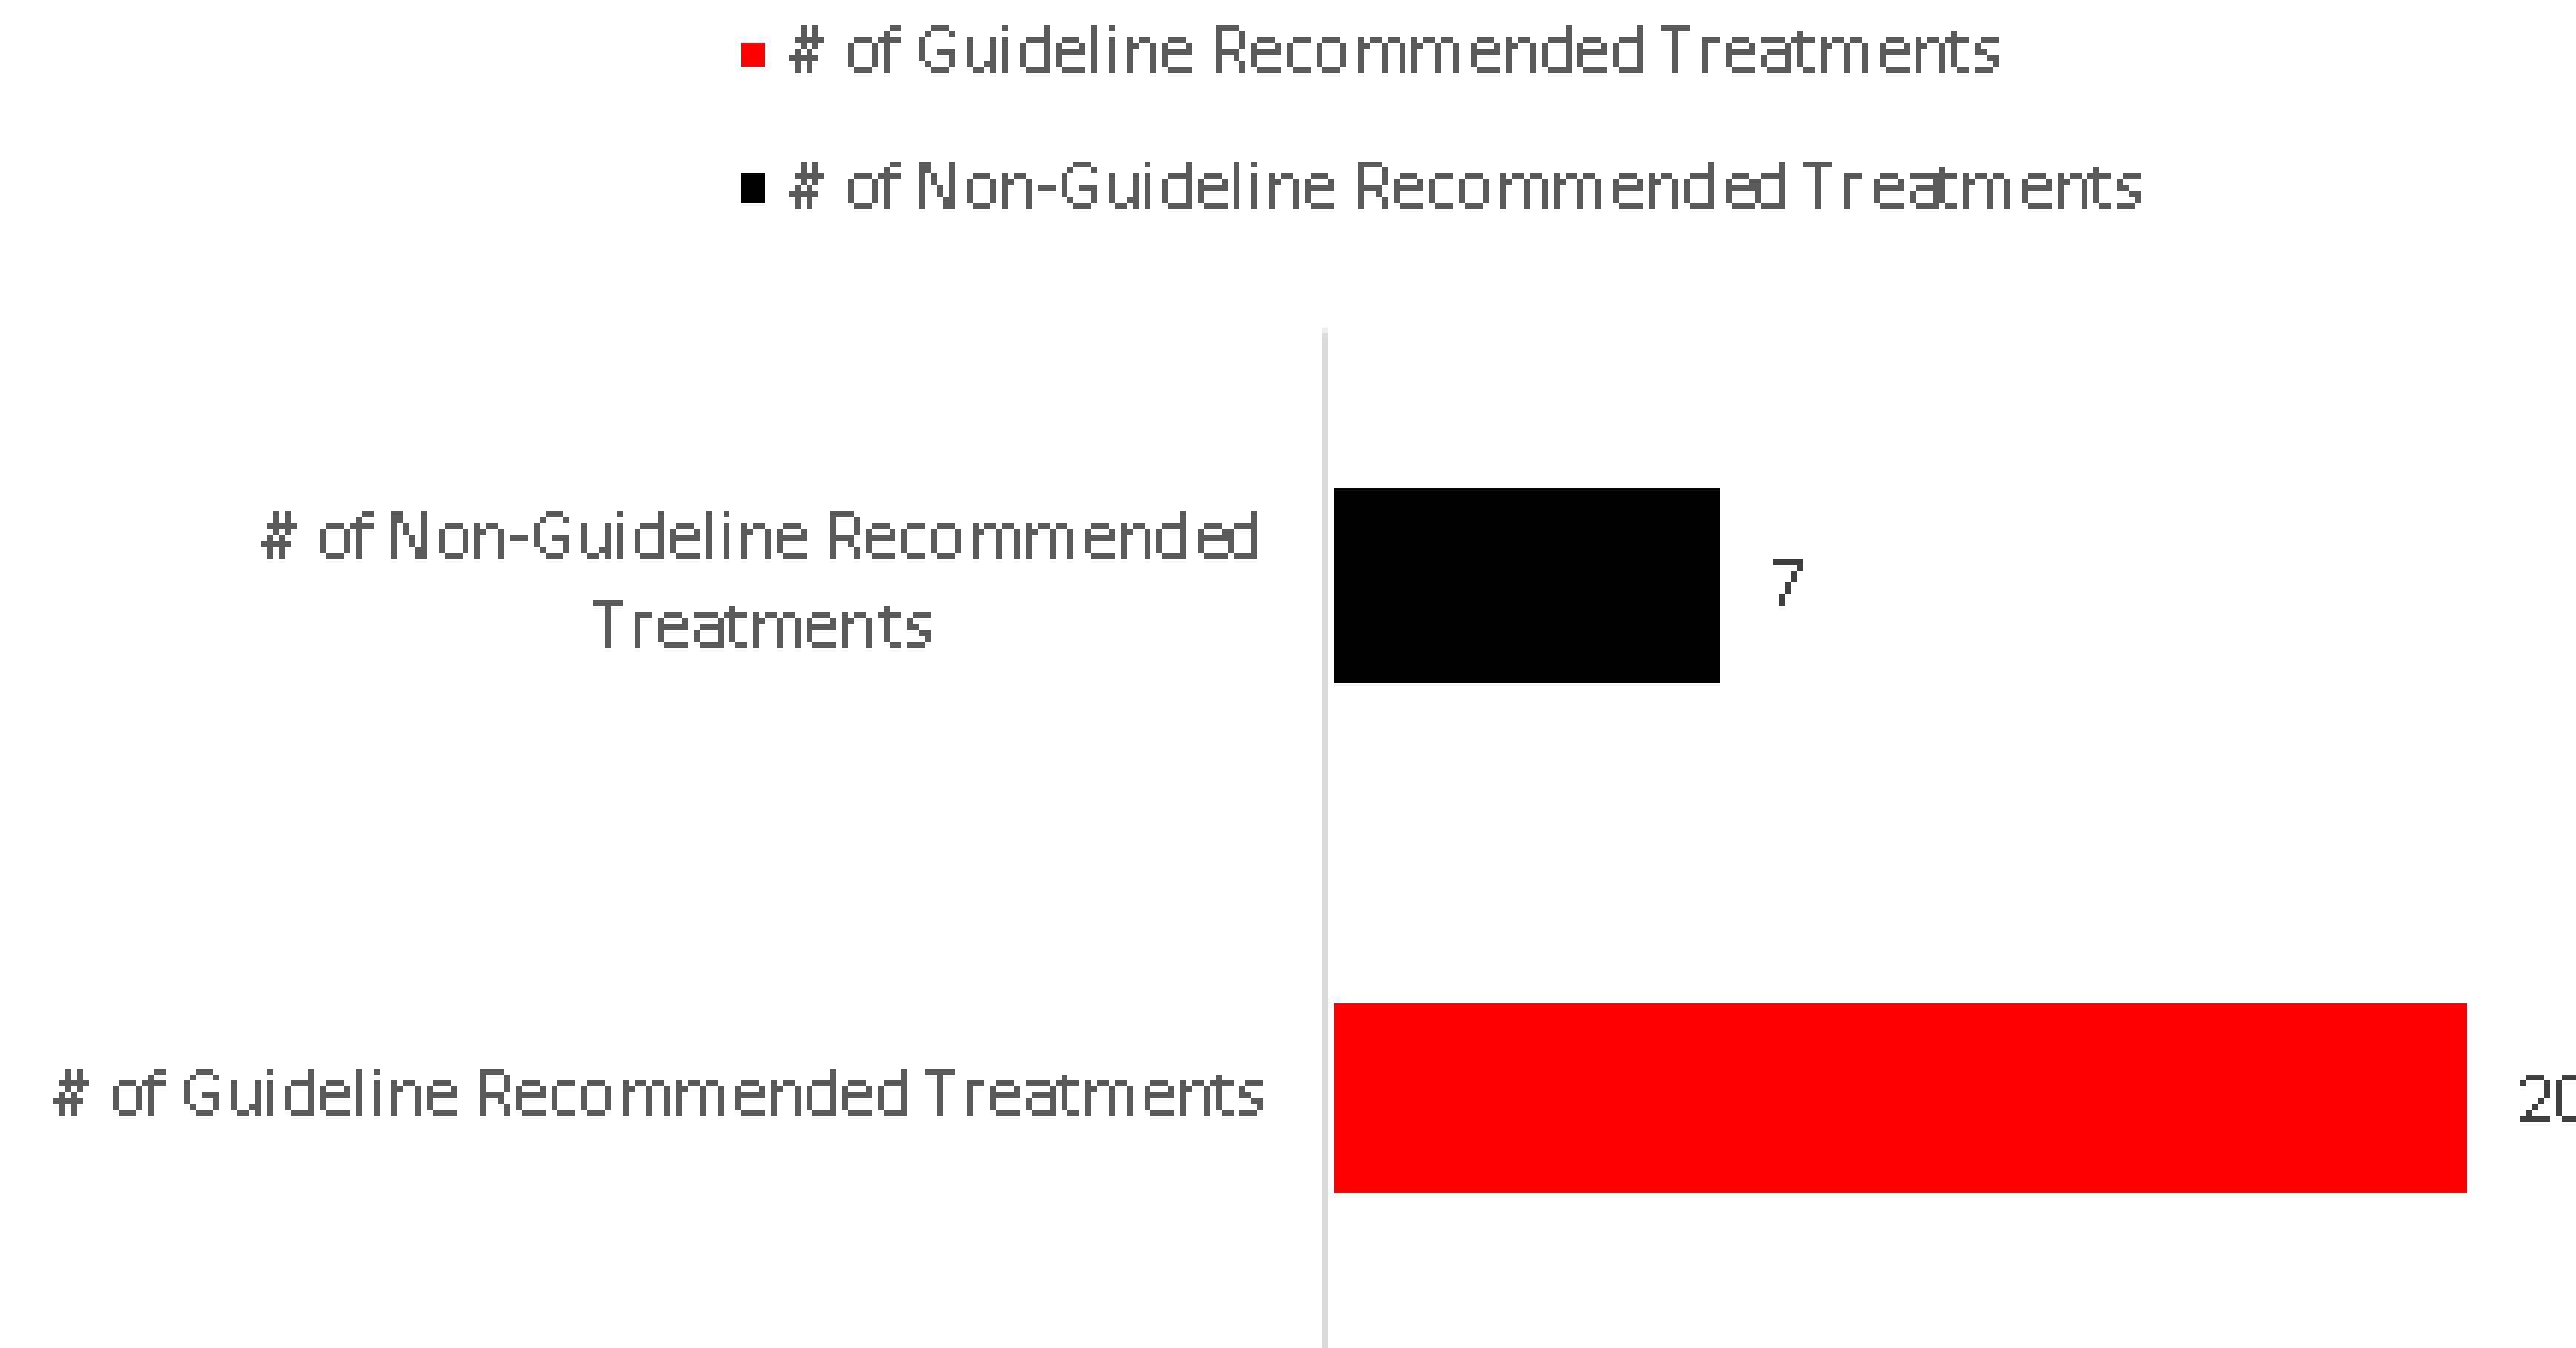 # of Guideline Recommended Treatments
# of Non-Guideline Recommended Treatments
# of Non-Guideline Recommended
Treatments
7
# of Guideline Recommended Treatments
20